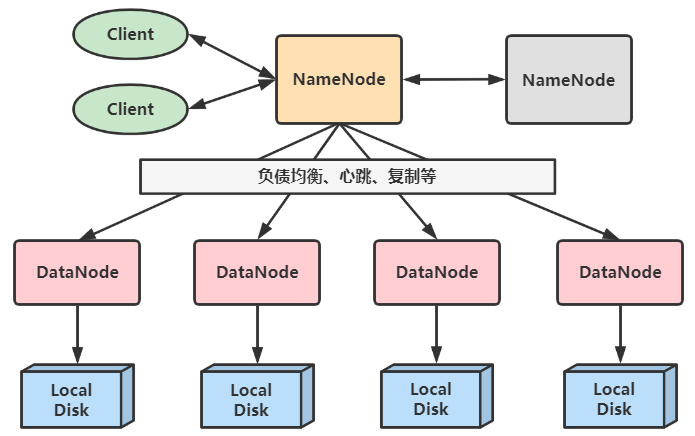 Client
NameNode
NameNode
Client
负债均衡、心跳、复制等
DataNode
DataNode
DataNode
DataNode
Local
Disk
Local
Disk
Local
Disk
Local
Disk